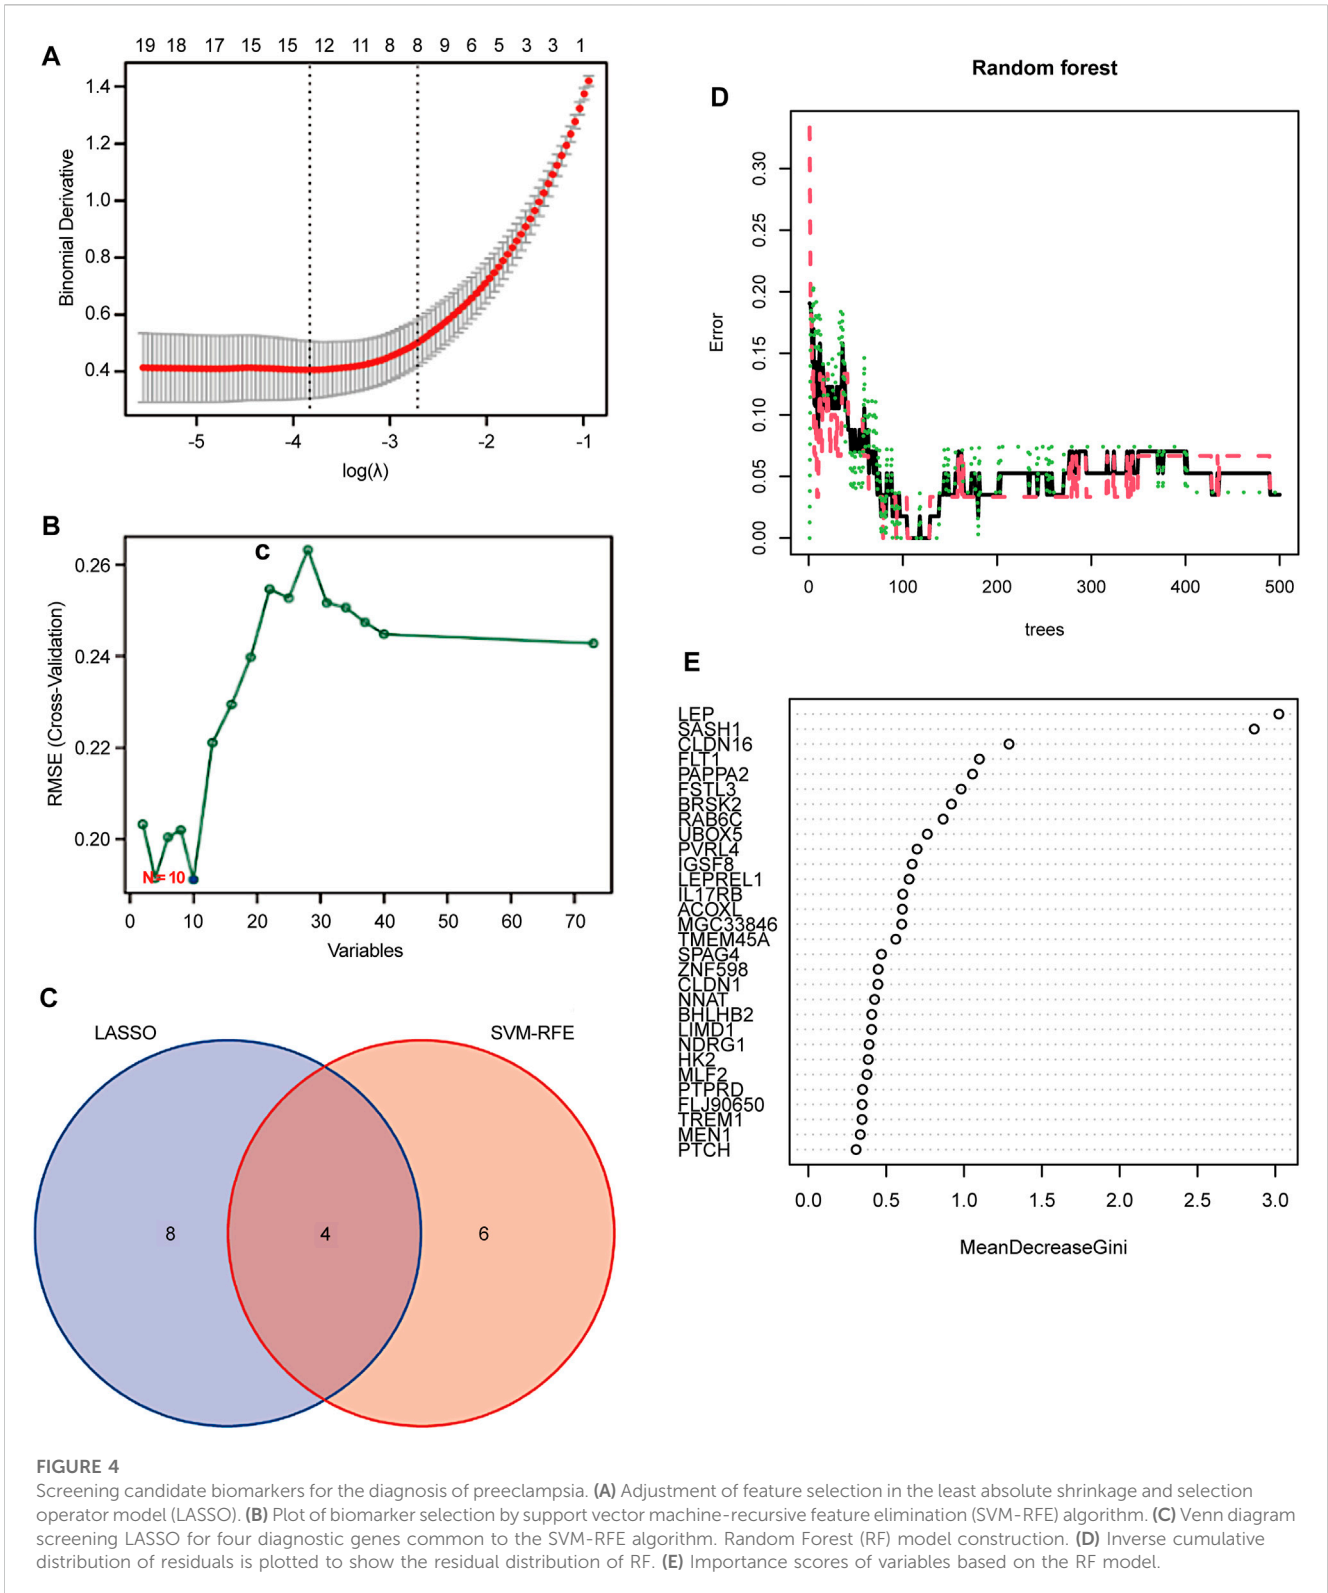 A
19 18 17 15 15 12 11 8 8 9 6 5 3 3 1
1.4
1.2
1.0
0.8
0.6
0.4
Binomial Derivative
-5 -4 -3 -2 -1
log(λ)
B
C
0.26
0.24
0.22
0.20
RMSE (Cross-Validation)
N = 10
0 10 20 30 40 50 60 70
Variables
C
LASSO SVM-RFE
8 4 6
D
Random forest
0.30
0.25
0.20
0.15
0.10
0.05
0.00
Error
0 100 200 300 400 500
trees
E
LEP
SASH1
CLDN16
FLT1
PAPPA2
FSTL3
BRSK2
RAB6C
UBOX5
PVRL4
IGSF8
LEPREL1
IL17RB
ACOXL
MGC33846
TMEM45A
SPAG4
ZNF598
CLDN1
NNAT
BHLHB2
LIMD1
NDRG1
HK2
MLF2
PTPRD
FLJ90650
TREM1
MEN1
PTCH
0.0 0.5 1.0 1.5 2.0 2.5 3.0
MeanDecreaseGini
FIGURE 4
Screening candidate biomarkers for the diagnosis of preeclampsia. (A) Adjustment of feature selection in the least absolute shrinkage and selection
operator model (LASSO). (B) Plot of biomarker selection by support vector machine-recursive feature elimination (SVM-RFE) algorithm. (C) Venn diagram
screening LASSO for four diagnostic genes common to the SVM-RFE algorithm. Random Forest (RF) model construction. (D) Inverse cumulative
distribution of residuals is plotted to show the residual distribution of RF. (E) Importance scores of variables based on the RF model.